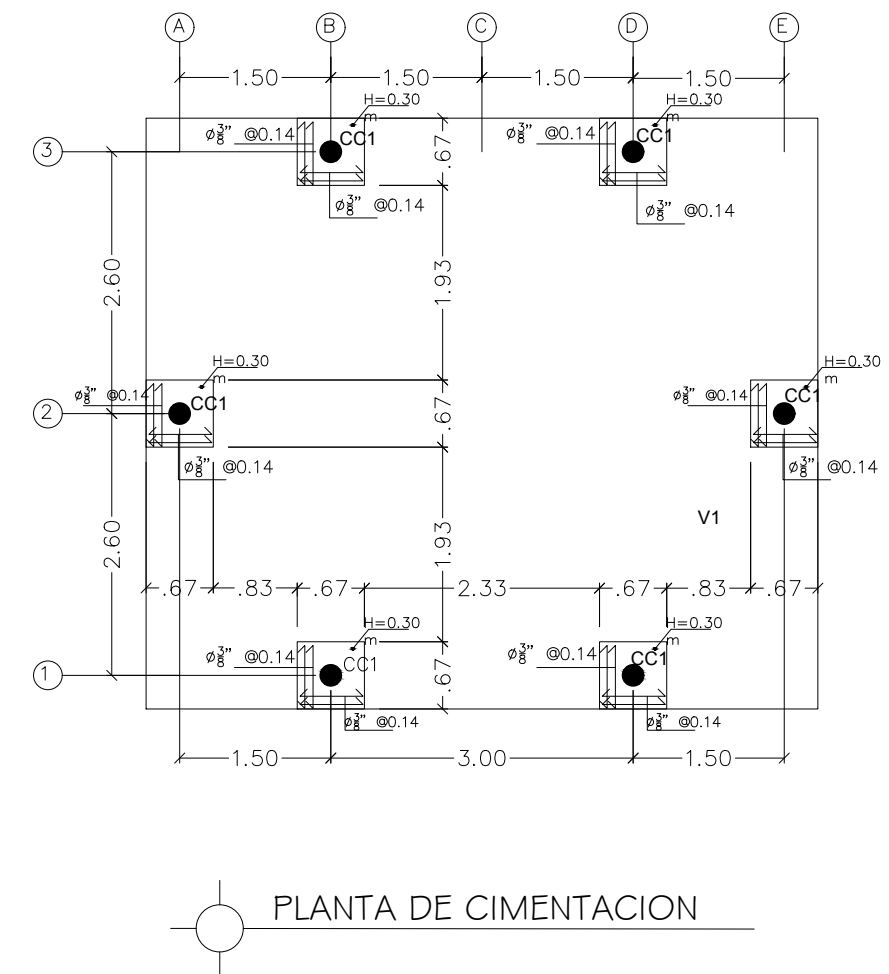 A B C D E
1.50 1.50 1.50 1.50
H=0.30 H=0.30
m m
ø3/8" @0.14 CC1 ø3/8" @0.14 CC1
3
.67
ø3/8" @0.14 ø3/8" @0.14
2.60 1.93
H=0.30 H=0.30
m m
ø3/8" @0.14 CC1 ø3/8" @0.14 CC1
2
.67
ø3/8" @0.14 ø3/8" @0.14
V1
2.60 1.93
.67 .83 .67 2.33 .67 .83 .67
H=0.30 H=0.30
m m
ø3/8" @0.14 CC1 ø3/8" @0.14 CC1
1
.67
ø3/8" @0.14 ø3/8" @0.14
1.50 3.00 1.50
PLANTA DE CIMENTACION